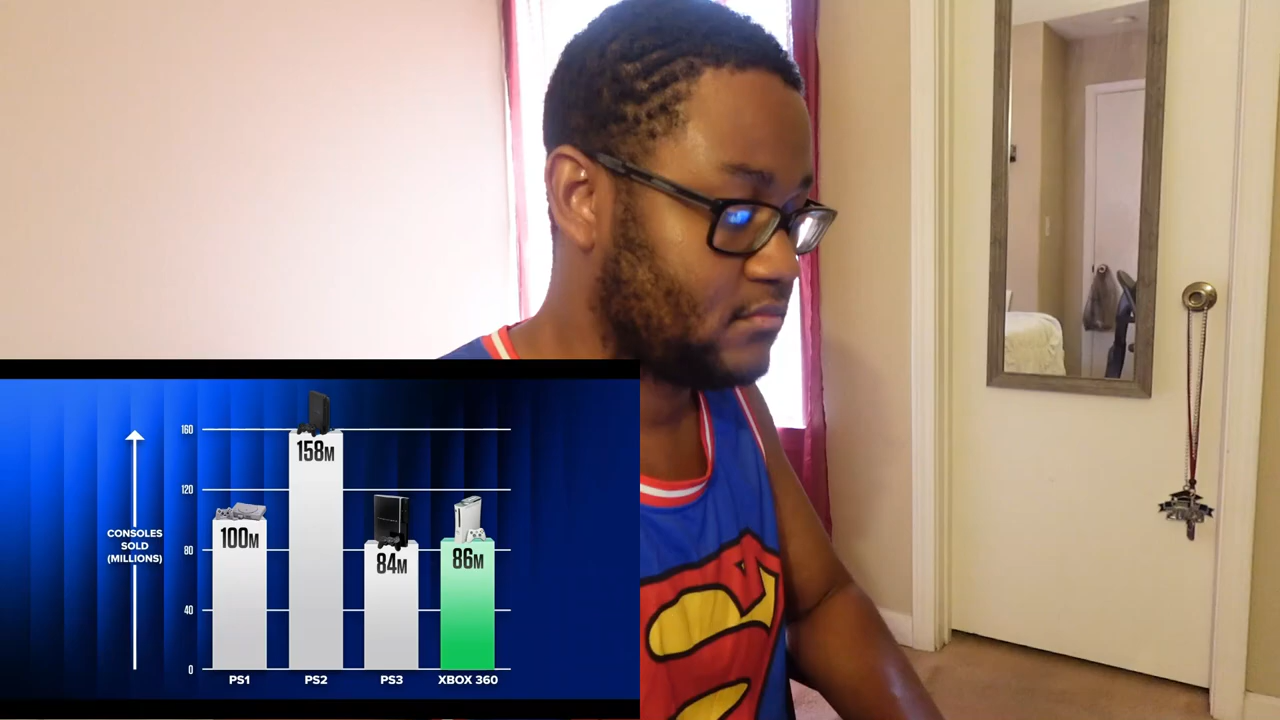 160
158M
120
CONSOLES
SOLD
(MILLIONS)
100M
80
84M
86M
40
0
PS1
PS2
PS3
XBOX 360